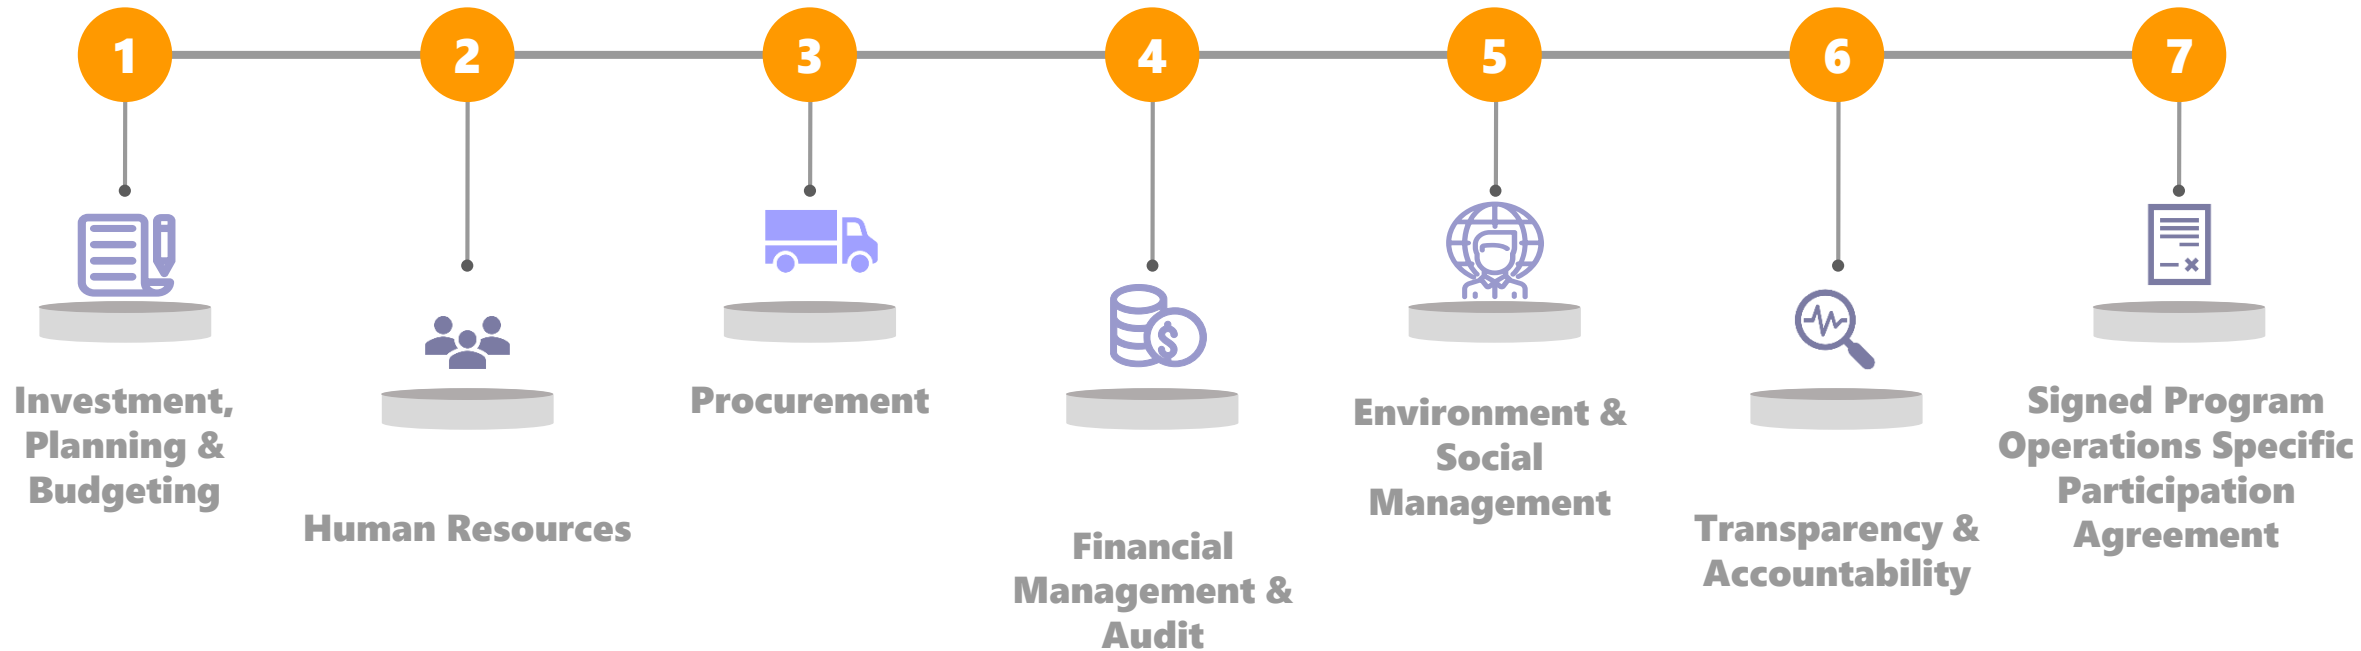 1
2
3
4
5
6
7
Investment,
Planning &
Budgeting
Human Resources
Procurement
$
Financial
Management &
Audit
Environment &
Social
Management
Transparency &
Accountability
Signed Program
Operations Specific
Participation
Agreement